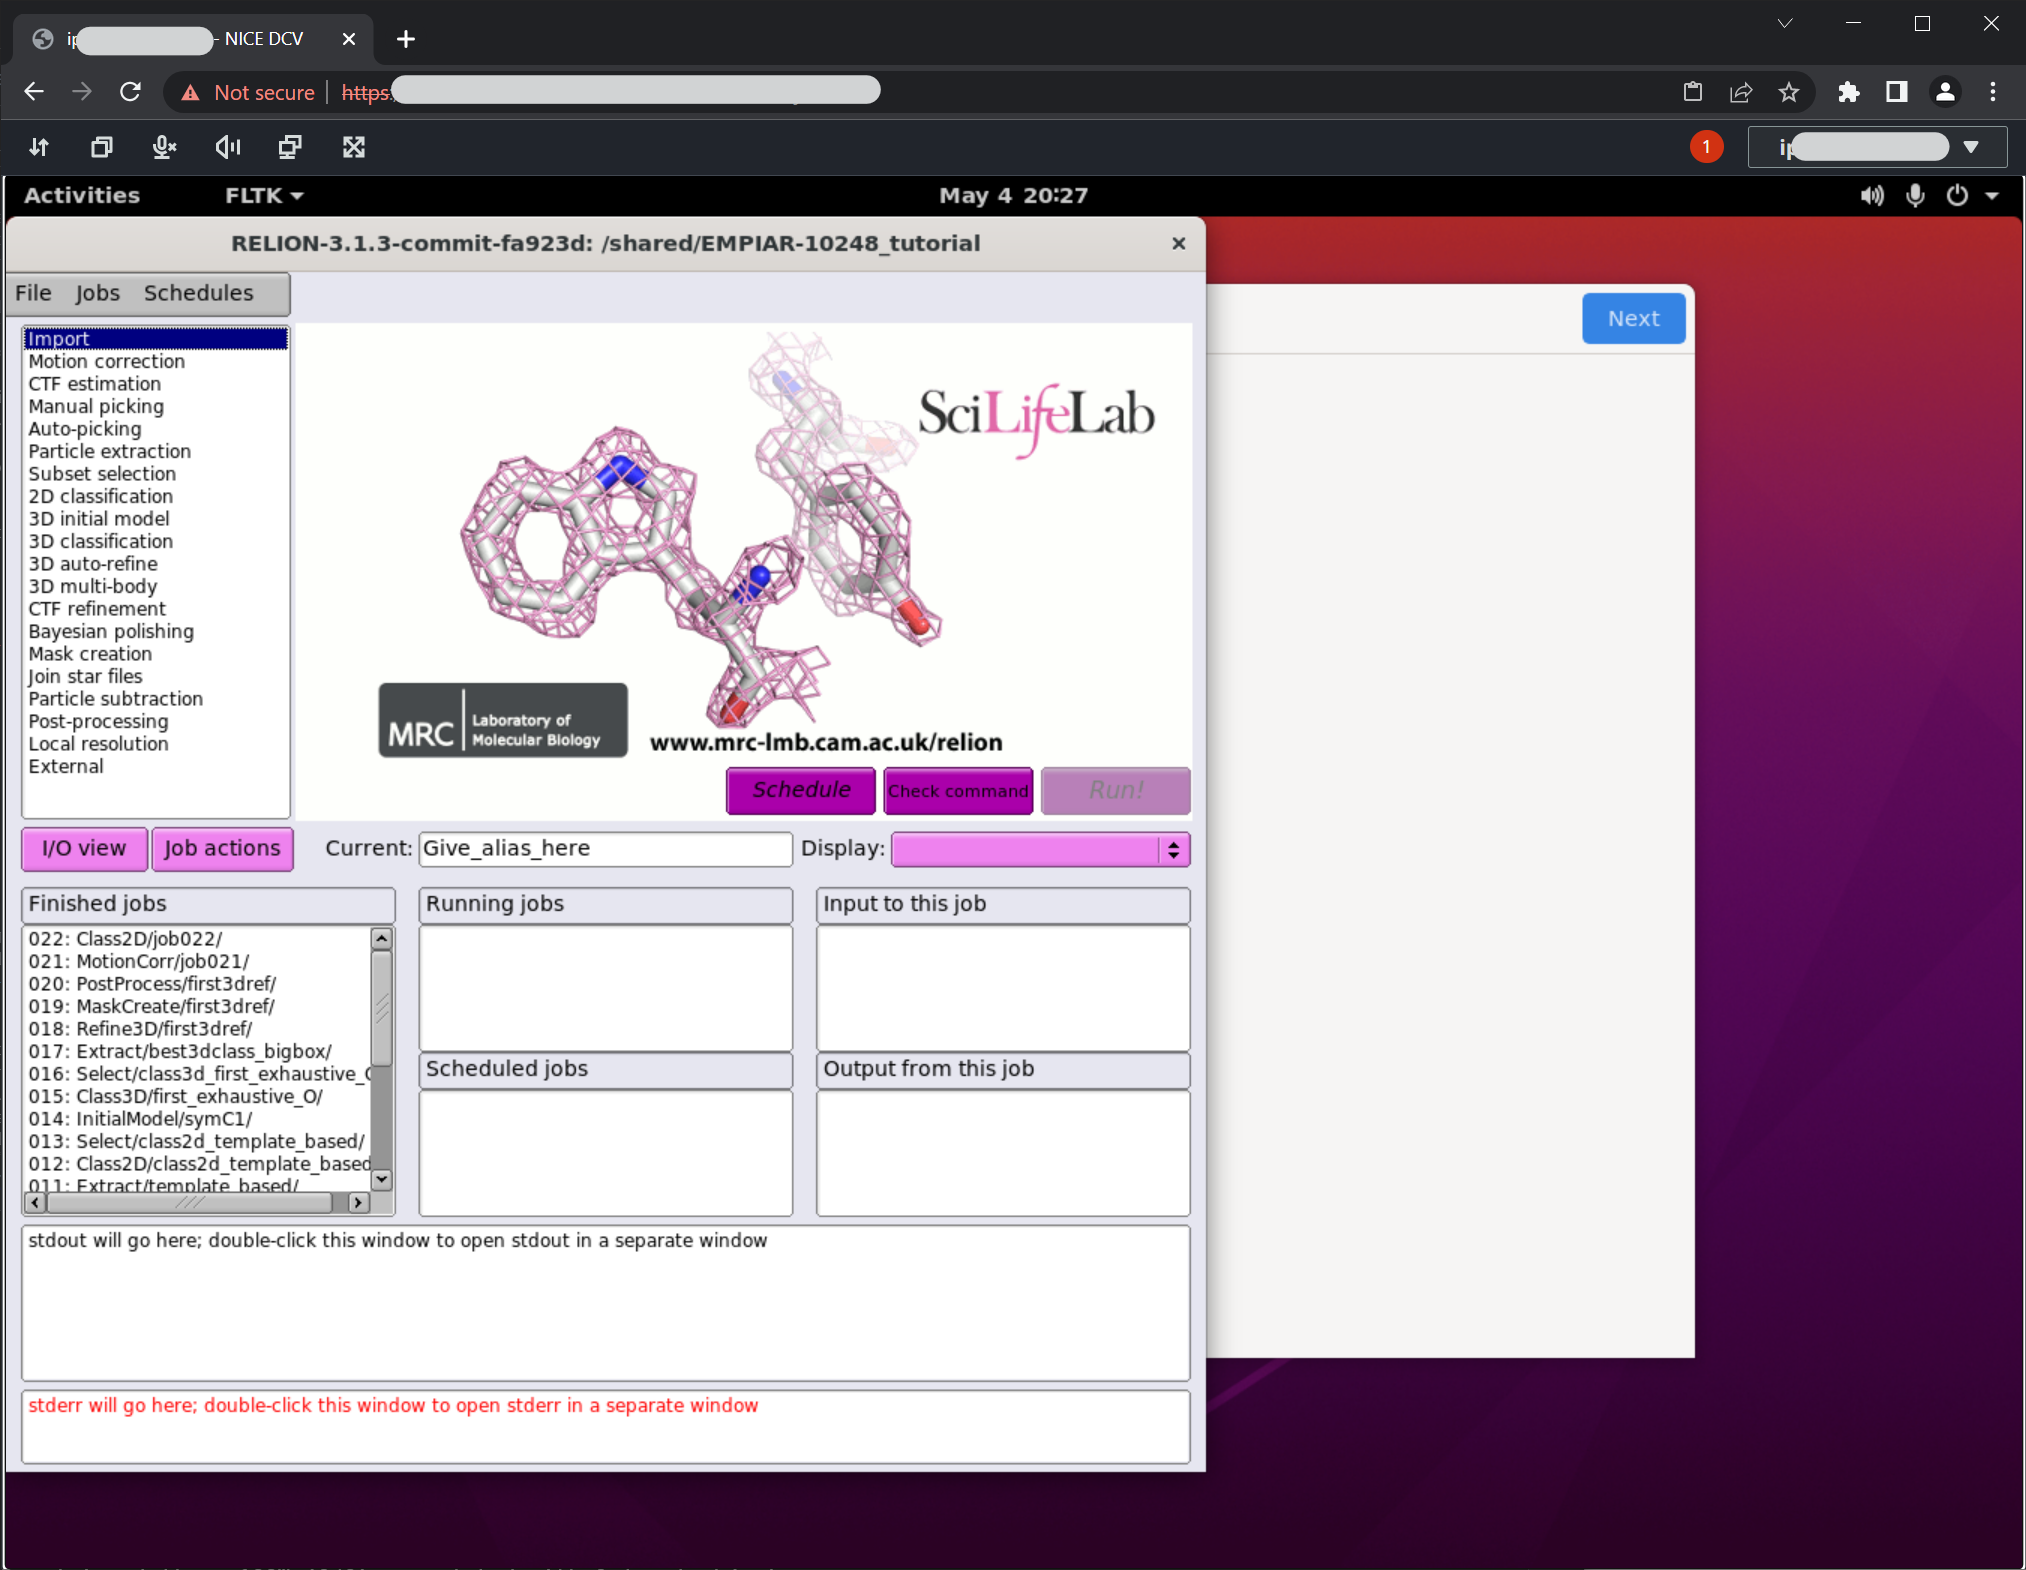 ip - NICE DCV
Not secure https:
1
ip
Activities FLTK May 4 20:27
RELION-3.1.3-commit-fa923d: /shared/EMPIAR-10248_tutorial
File Jobs Schedules
Next
Import
Motion correction
CTF estimation
Manual picking
Auto-picking
Particle extraction
Subset selection
2D classification
3D initial model
3D classification
3D auto-refine
3D multi-body
CTF refinement
Bayesian polishing
Mask creation
Join star files
Particle subtraction
Post-processing
Local resolution
External
SciLifeLab
MRC Laboratory of
Molecular Biology
www.mrc-lmb.cam.ac.uk/relion
Schedule Check command Run!
I/O view Job actions Current: Give_alias_here Display:
Finished jobs
022: Class2D/job022/
021: MotionCorr/job021/
020: PostProcess/first3dref/
019: MaskCreate/first3dref/
018: Refine3D/first3dref/
017: Extract/best3dclass_bigbox/
016: Select/class3d_first_exhaustive_
015: Class3D/first_exhaustive_O/
014: InitialModel/symC1/
013: Select/class2d_template_based/
012: Class2D/class2d_template_based
011: Extract/template_based/
Running jobs
Scheduled jobs
Input to this job
Output from this job
stdout will go here; double-click this window to open stdout in a separate window
stderr will go here; double-click this window to open stderr in a separate window